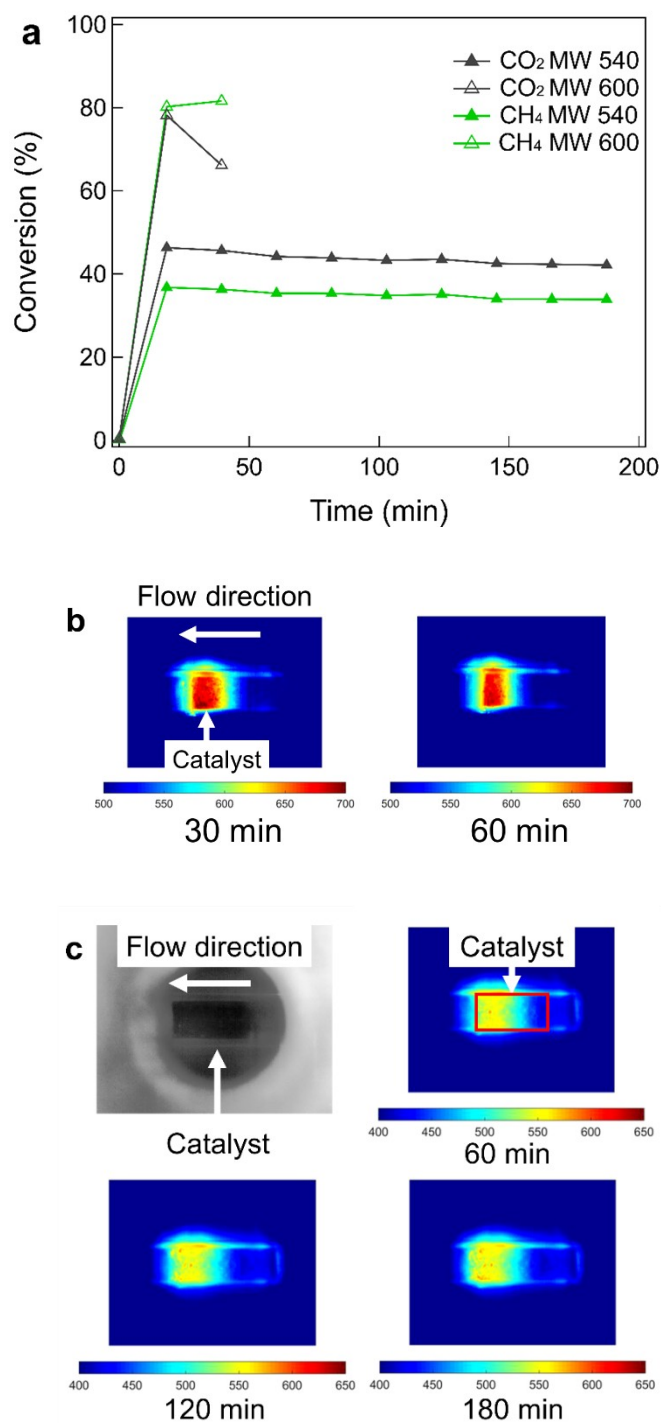 a
100
80
60
40
20
0
Conversion (%)
CO₂ MW 540
CO₂ MW 600
CH₄ MW 540
CH₄ MW 600
0 50 100 150 200
Time (min)
b
Flow direction
Catalyst
500 550 600 650 700
30 min
500 550 600 650 700
60 min
c
Flow direction
Catalyst
Catalyst
400 450 500 550 600 650
60 min
400 450 500 550 600 650
120 min
400 450 500 550 600 650
180 min